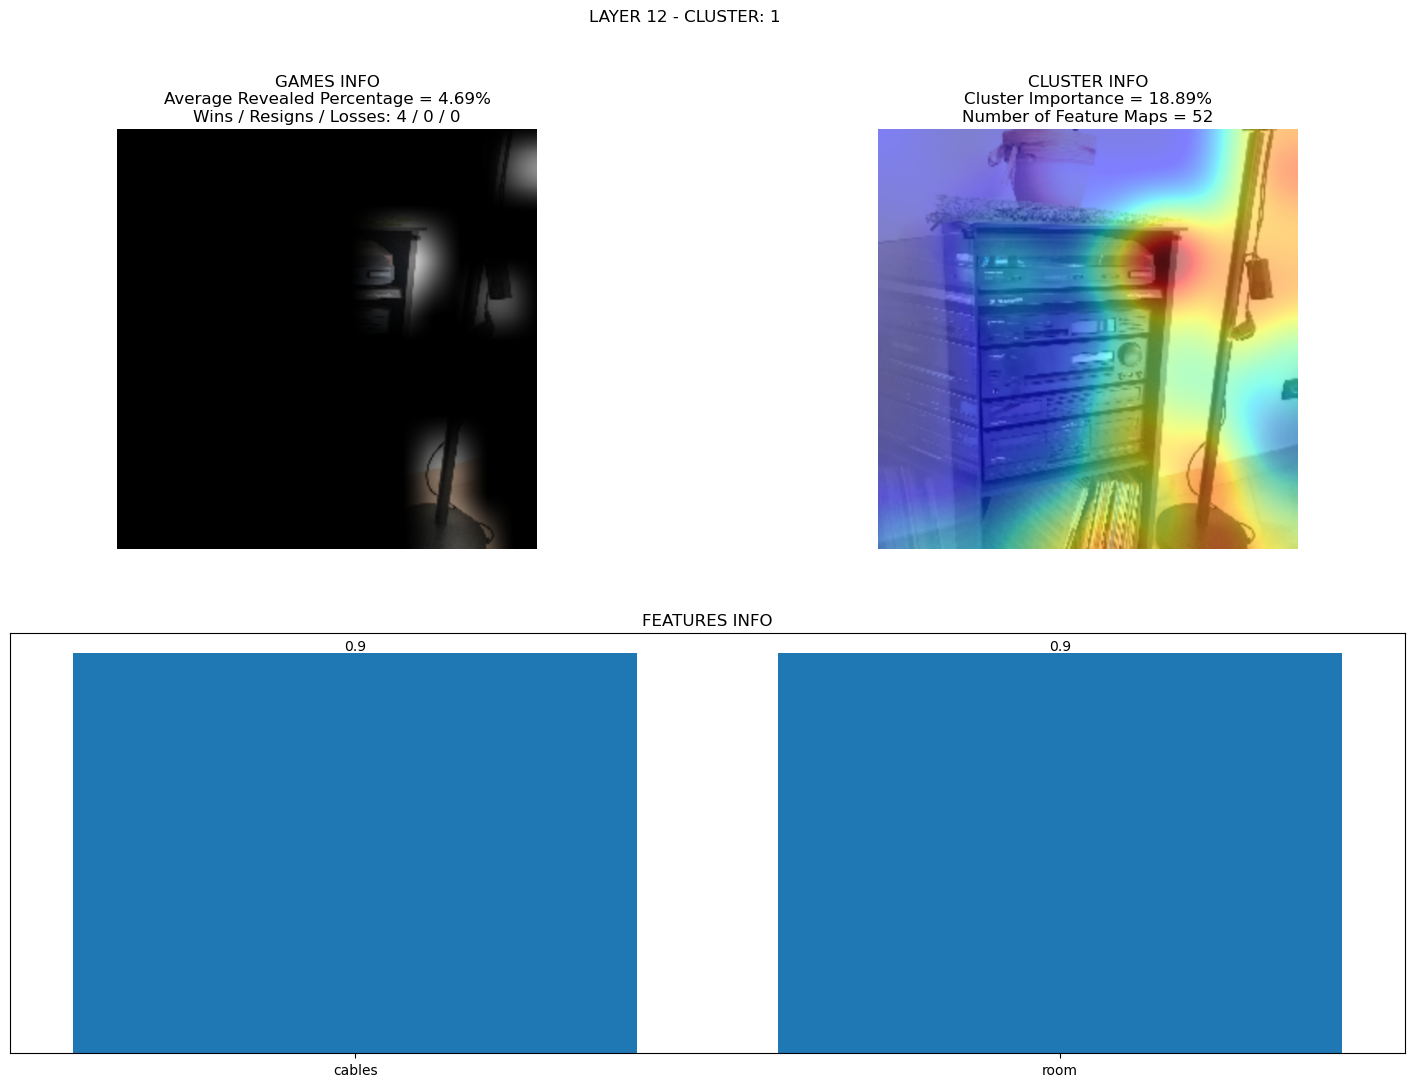 LAYER 12 - CLUSTER: 1
GAMES INFO
Average Revealed Percentage = 4.69%
Wins / Resigns / Losses: 4 / 0 / 0
CLUSTER INFO
Cluster Importance = 18.89%
Number of Feature Maps = 52
FEATURES INFO
0.9
0.9
cables
room